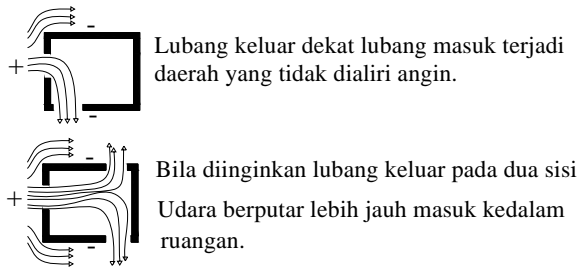 -
Lubang keluar dekat lubang masuk terjadi
+
daerah yang tidak dialiri angin.
-
-
Bila diinginkan lubang keluar pada dua sisi
+
Udara berputar lebih jauh masuk kedalam
ruangan.
-